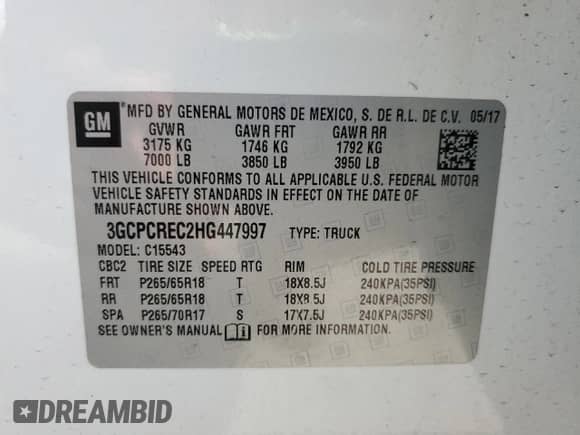 GM
®MFD BY GENERAL MOTORS DE MEXICO, S. DE R.L. DE C.V. 05/17
GVWR GAWR FRT GAWR RR
3175 KG 1746 KG 1792 KG
7000 LB 3850 LB 3950 LB
THIS VEHICLE CONFORMS TO ALL APPLICABLE U.S. FEDERAL MOTOR
VEHICLE SAFETY STANDARDS IN EFFECT ON THE DATE OF
MANUFACTURE SHOWN ABOVE.
3GCPCREC2HG447997 TYPE: TRUCK
MODEL: C15543
CBC2 TIRE SIZE SPEED RTG RIM COLD TIRE PRESSURE
FRT P265/65R18 T 18X8.5J 240KPA(35PSI)
RR P265/65R18 T 18X8.5J 240KPA(35PSI)
SPA P265/70R17 S 17X7.5J 240KPA(35PSI)
SEE OWNER'S MANUAL FOR MORE INFORMATION.
DREAMBID